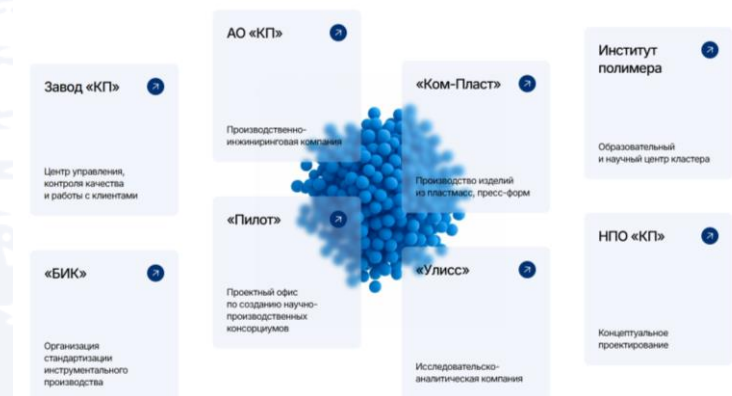 Завод «КП»
Центр управления,
контроля качества
и работы с клиентами
«БИК»
Организация
стандартизации
инструментального
производства
АО «КП»
Производственно-
инжиниринговая компания
«Пилот»
Проектный офис
по созданию научно-
производственных
консорциумов
«Ком-Пласт»
Производство изделий
из пластмасс, пресс-форм
«Улисс»
Исследовательско-
аналитическая компания
Институт
полимера
Образовательный
и научный центр кластера
НПО «КП»
Концептуальное
проектирование